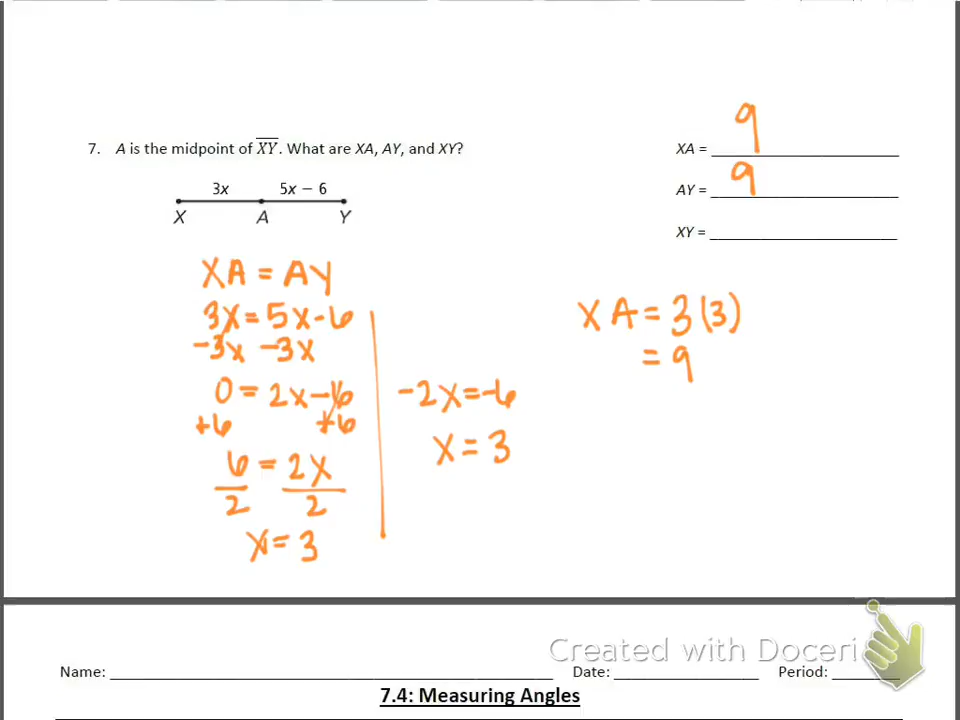 7. A is the midpoint of XY. What are XA, AY, and XY?
XA = 9
AY = 9
XY =
3x 5x − 6
X A Y
XA = AY
3x = 5x - 6
-3x -3x
0 = 2x - 6
+6 +6
6 = 2x
2 2
x = 3
-2x = -6
x = 3
XA = 3(3)
= 9
Created with Doceri
Name: Date: Period:
7.4: Measuring Angles